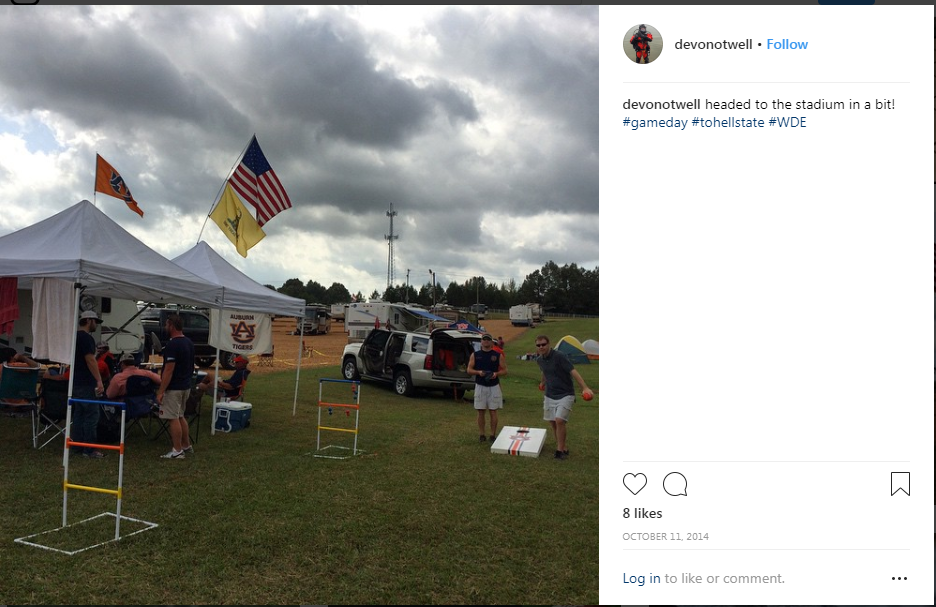 AUBURN
AU
TIGERS
devonotwell • Follow
devonotwell headed to the stadium in a bit!
#gameday #tohellstate #WDE
8 likes
OCTOBER 11, 2014
Log in to like or comment.